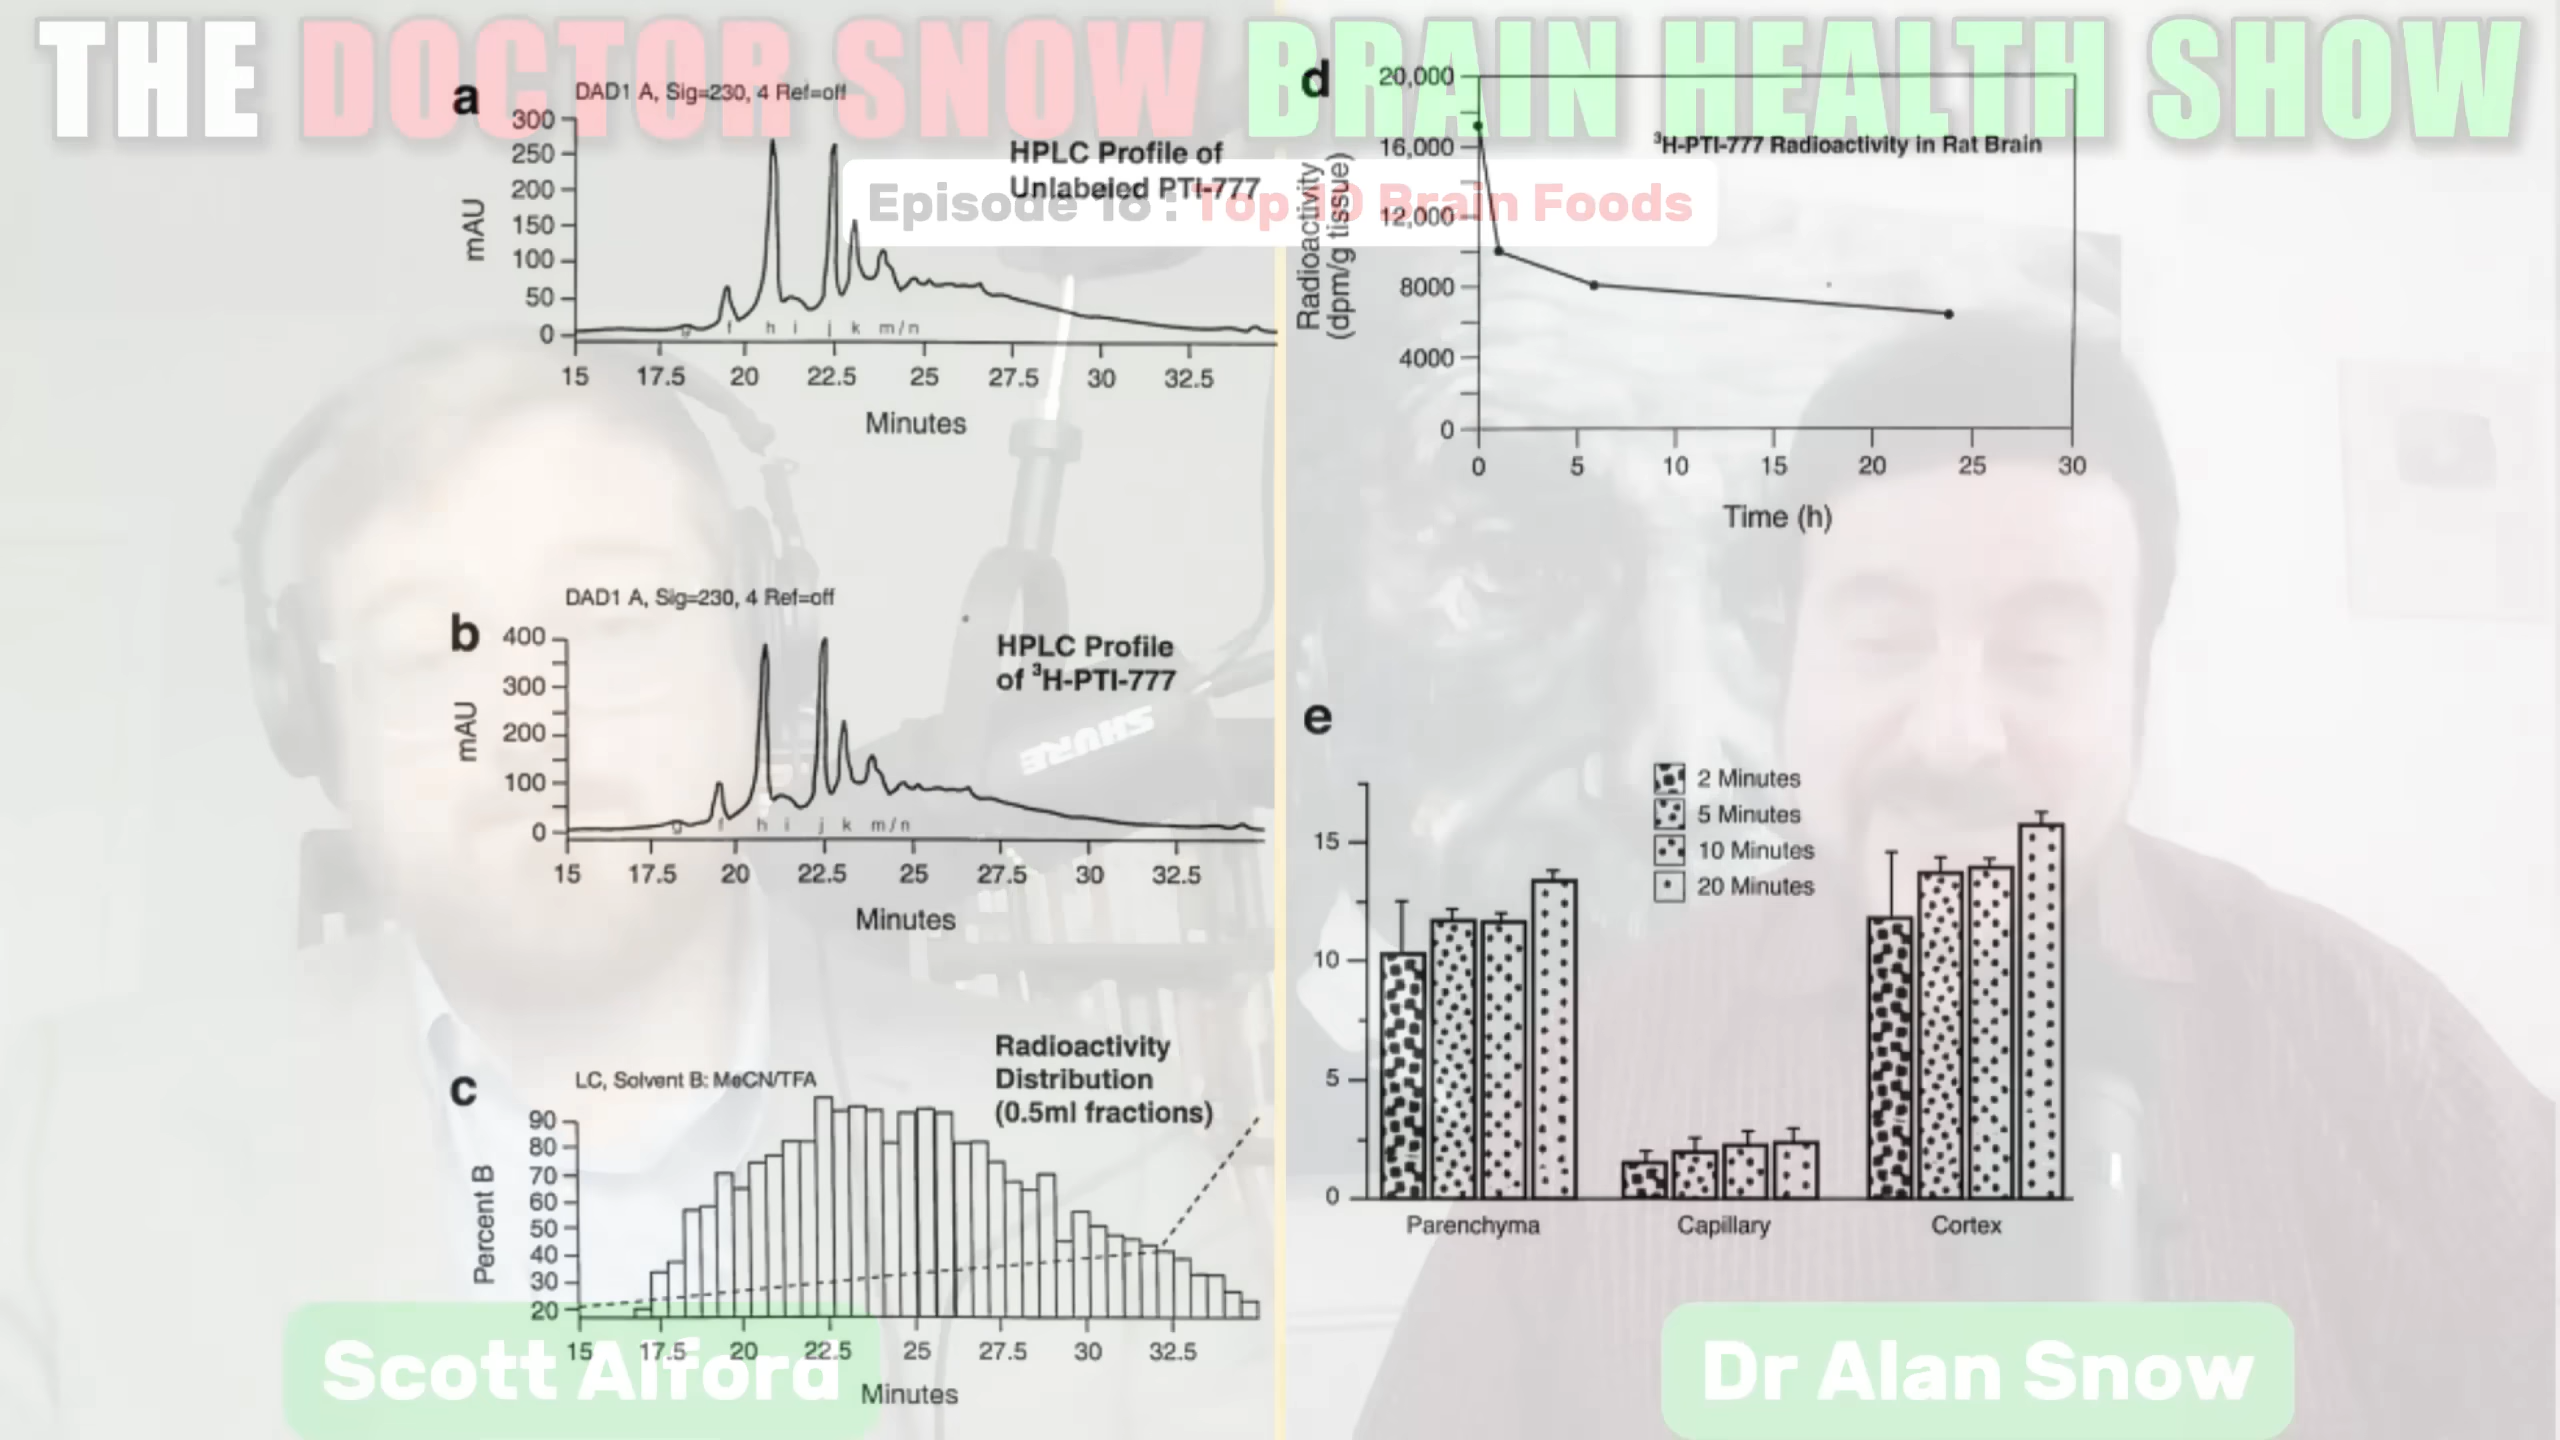 THE DOCTOR SNOW BRAIN HEALTH SHOW
Episode 18 : Top 10 Brain Foods
a
DAD1 A, Sig=230, 4 Ref=off
HPLC Profile of
Unlabeled PTI-777
mAU
300
250
200
150
100
50
0
g f h i j k m/n
15 17.5 20 22.5 25 27.5 30 32.5
Minutes
b
DAD1 A, Sig=230, 4 Ref=off
HPLC Profile
of ³H-PTI-777
mAU
400
300
200
100
0
g f h i j k m/n
15 17.5 20 22.5 25 27.5 30 32.5
Minutes
SHURE
c
LC, Solvent B: MeCN/TFA
Radioactivity
Distribution
(0.5ml fractions)
Percent B
90
80
70
60
50
40
30
20
15 17.5 20 22.5 25 27.5 30 32.5
Minutes
d
³H-PTI-777 Radioactivity in Rat Brain
Radioactivity
(dpm/g tissue)
20,000
16,000
12,000
8000
4000
0
0 5 10 15 20 25 30
Time (h)
e
2 Minutes
5 Minutes
10 Minutes
20 Minutes
15
10
5
0
Parenchyma Capillary Cortex
Scott Alford
Dr Alan Snow